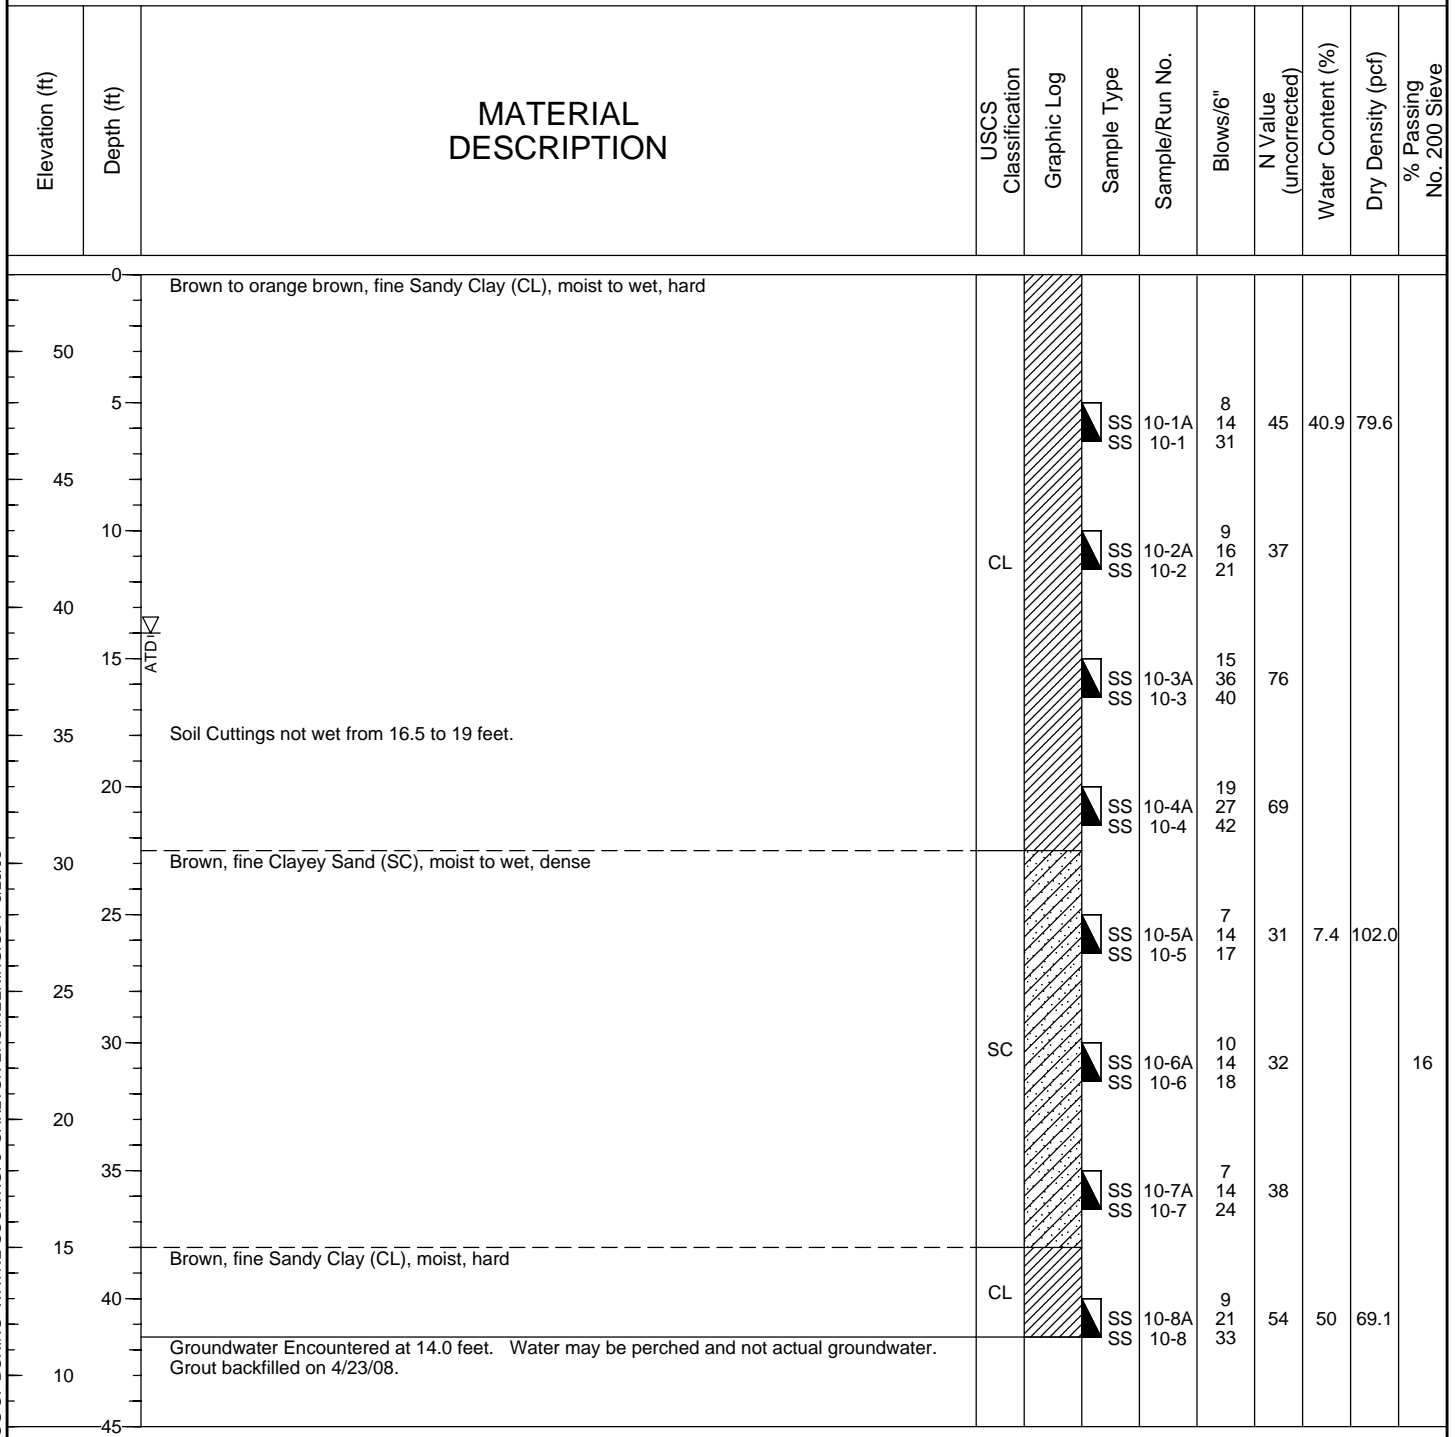 Elevation (ft)
Depth (ft)
MATERIAL
DESCRIPTION
USCS
Classification
Graphic Log
Sample Type
Sample/Run No.
Blows/6"
N Value
(uncorrected)
Water Content (%)
Dry Density (pcf)
% Passing
No. 200 Sieve
0
Brown to orange brown, fine Sandy Clay (CL), moist to wet, hard
50
5
8
SS 10-1A 14 45 40.9 79.6
SS 10-1 31
45
10
9
SS 10-2A 16 37
CL
SS 10-2 21
40
ATD
15
15
SS 10-3A 36 76
SS 10-3 40
35
Soil Cuttings not wet from 16.5 to 19 feet.
20
19
SS 10-4A 27 69
SS 10-4 42
30
Brown, fine Clayey Sand (SC), moist to wet, dense
25
7
SS 10-5A 14 31 7.4 102.0
SS 10-5 17
25
30
10
SC
SS 10-6A 14 32 16
SS 10-6 18
20
35
7
SS 10-7A 14 38
SS 10-7 24
15
Brown, fine Sandy Clay (CL), moist, hard
CL
40
9
SS 10-8A 21 54 50 69.1
SS 10-8 33
Groundwater Encountered at 14.0 feet. Water may be perched and not actual groundwater.
Grout backfilled on 4/23/08.
10
45